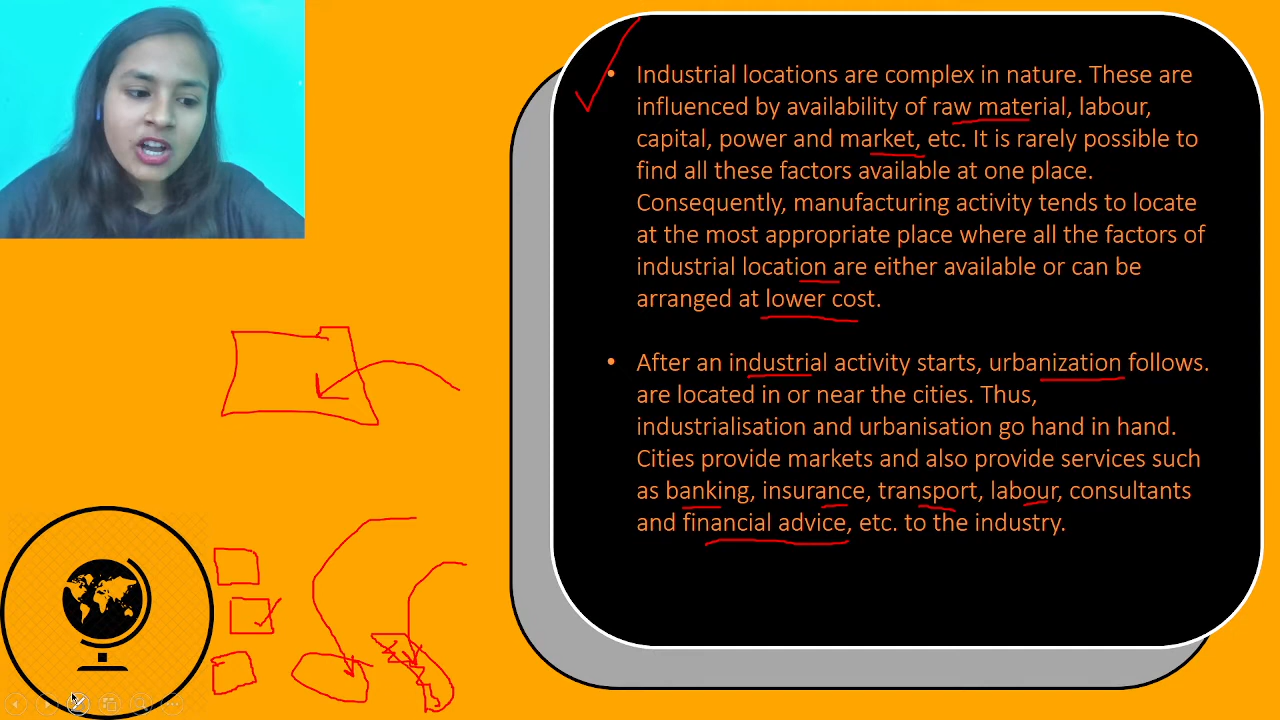 • Industrial locations are complex in nature. These are
influenced by availability of raw material, labour,
capital, power and market, etc. It is rarely possible to
find all these factors available at one place.
Consequently, manufacturing activity tends to locate
at the most appropriate place where all the factors of
industrial location are either available or can be
arranged at lower cost.
• After an industrial activity starts, urbanization follows.
are located in or near the cities. Thus,
industrialisation and urbanisation go hand in hand.
Cities provide markets and also provide services such
as banking, insurance, transport, labour, consultants
and financial advice, etc. to the industry.